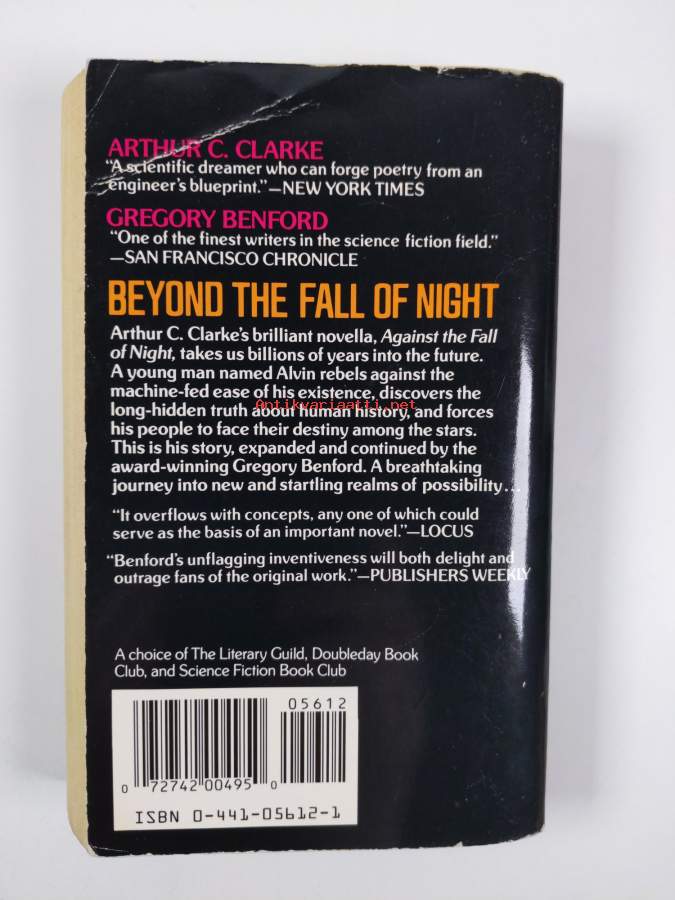 ARTHUR C. CLARKE
"A scientific dreamer who can forge poetry from an
engineer's blueprint."—NEW YORK TIMES
GREGORY BENFORD
"One of the finest writers in the science fiction field."
—SAN FRANCISCO CHRONICLE
BEYOND THE FALL OF NIGHT
Arthur C. Clarke's brilliant novella, Against the Fall
of Night, takes us billions of years into the future.
A young man named Alvin rebels against the
machine-fed ease of his existence, discovers the
long-hidden truth about human history, and forces
Antikvariaatti.net
his people to face their destiny among the stars.
This is his story, expanded and continued by the
award-winning Gregory Benford. A breathtaking
journey into new and startling realms of possibility...
"It overflows with concepts, any one of which could
serve as the basis of an important novel."—LOCUS
"Benford's unflagging inventiveness will both delight and
outrage fans of the original work."—PUBLISHERS WEEKLY
A choice of The Literary Guild, Doubleday Book
Club, and Science Fiction Book Club
05612
0 72742 00495 0
ISBN 0-441-05612-1